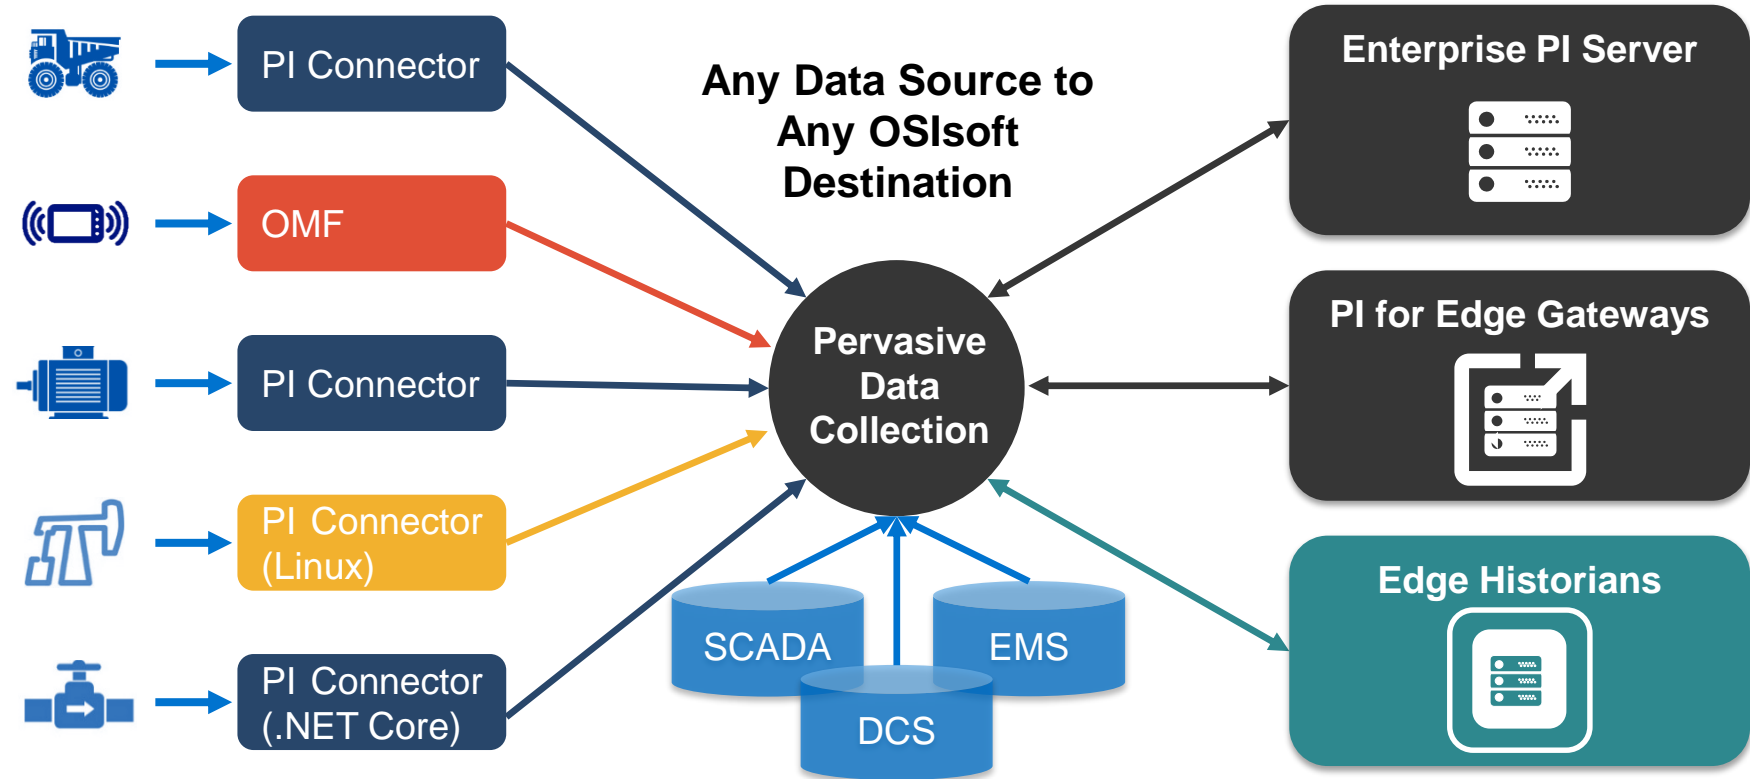 PI Connector
OMF
PI Connector
PI Connector
(Linux)
PI Connector
(.NET Core)
Any Data Source to
Any OSIsoft
Destination
Pervasive
Data
Collection
SCADA
EMS
DCS
Enterprise PI Server
PI for Edge Gateways
Edge Historians